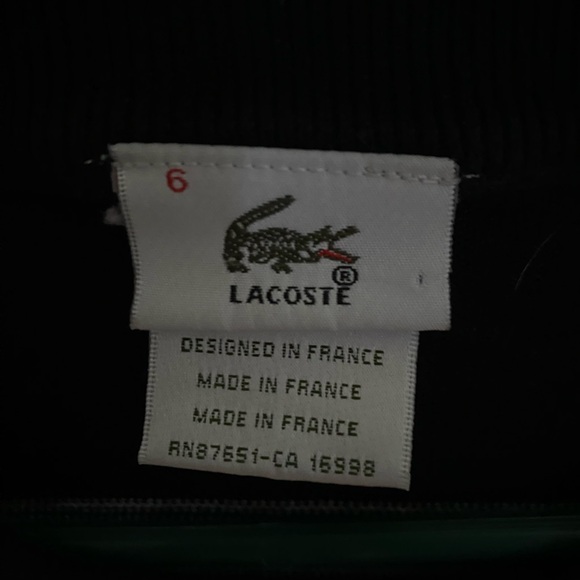 6
LACOSTE®
DESIGNED IN FRANCE
MADE IN FRANCE
MADE IN FRANCE
RN87651-CA 16998